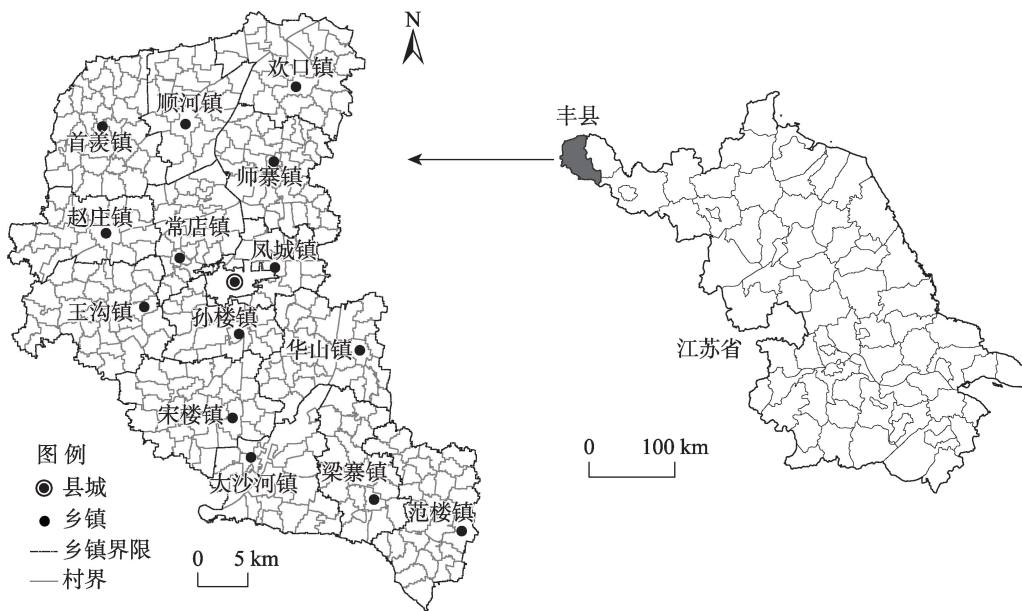 N
欢口镇
顺河镇
首羡镇
师寨镇
赵庄镇
常店镇
凤城镇
王沟镇
孙楼镇
华山镇
宋楼镇
大沙河镇
梁寨镇
范楼镇
图 例
县城
乡镇
乡镇界限
村界
0 5 km
丰县
江苏省
0 100 km